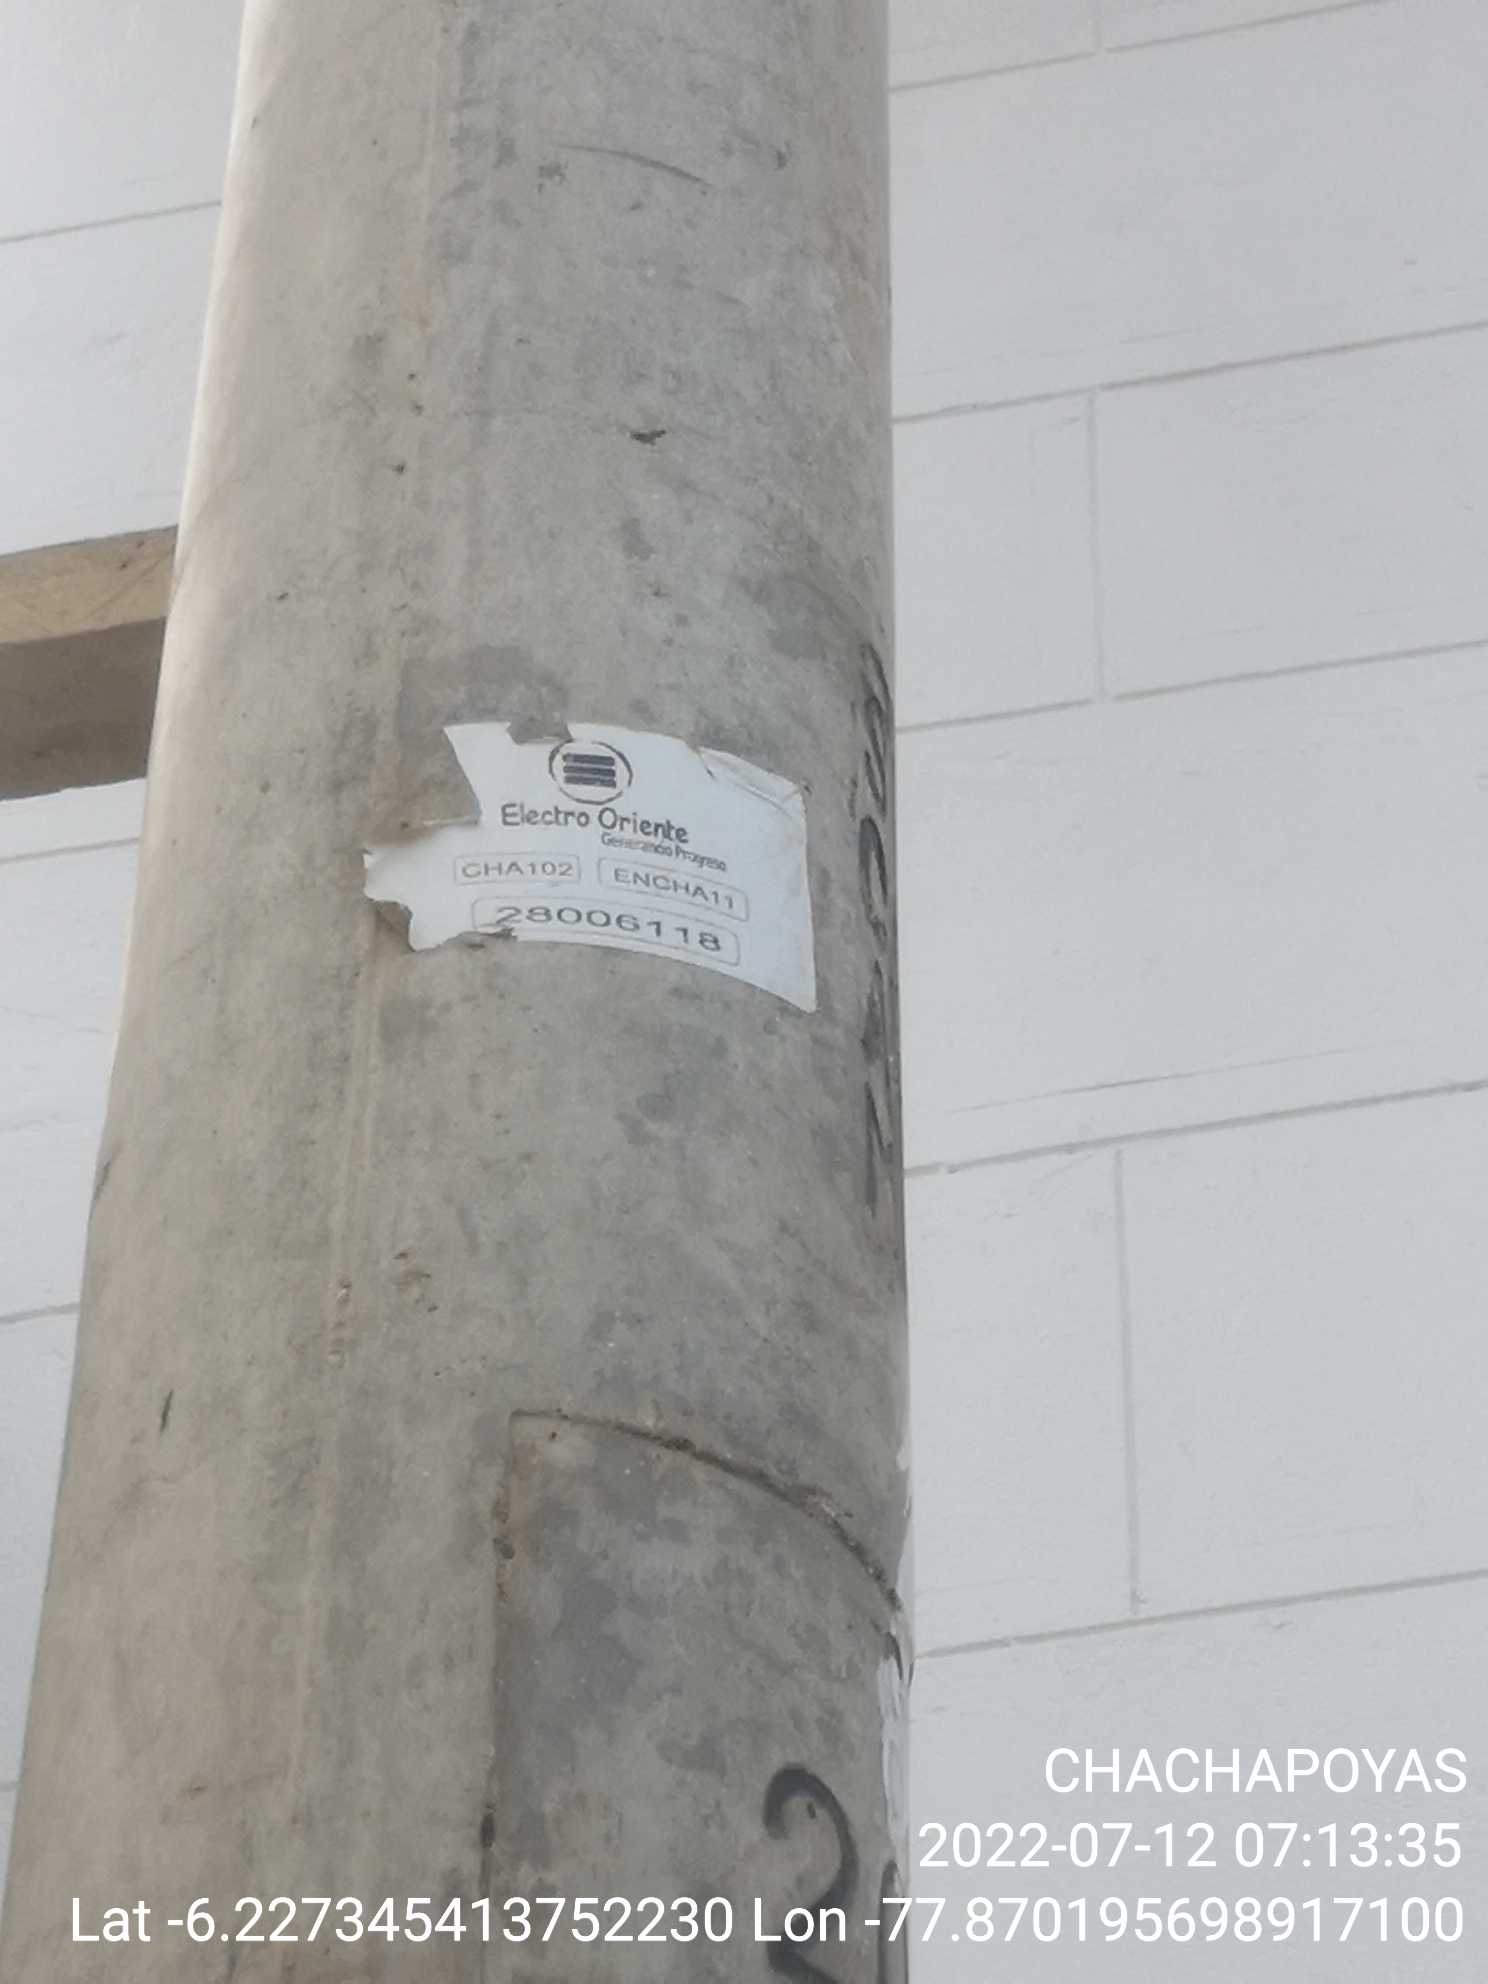 Electro Oriente
Generando Progreso
CHA102 ENCHA11
28006118
2
CHACHAPOYAS
2022-07-12 07:13:35
Lat -6.227345413752230 Lon -77.870195698917100